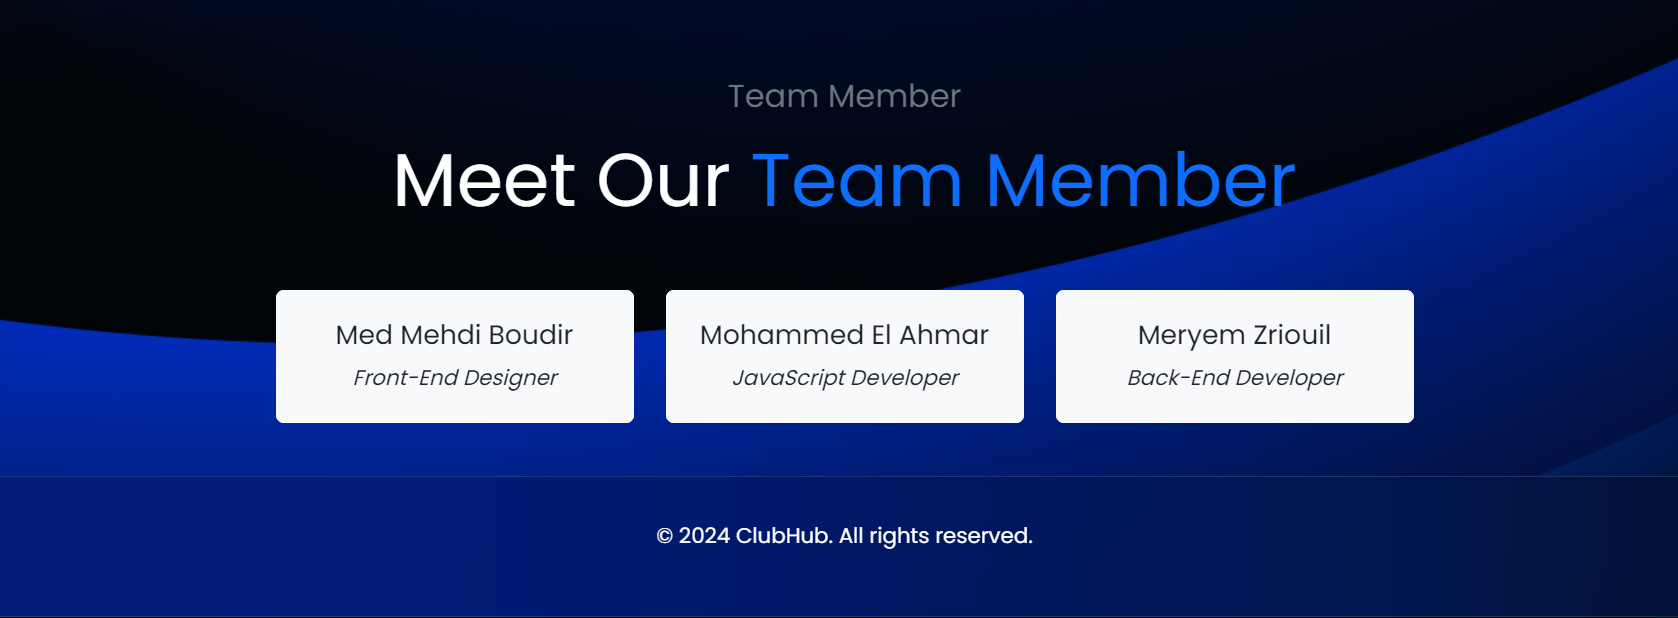 Team Member
Meet Our Team Member
Med Mehdi Boudir
Front-End Designer
Mohammed El Ahmar
JavaScript Developer
Meryem Zriouil
Back-End Developer
© 2024 ClubHub. All rights reserved.